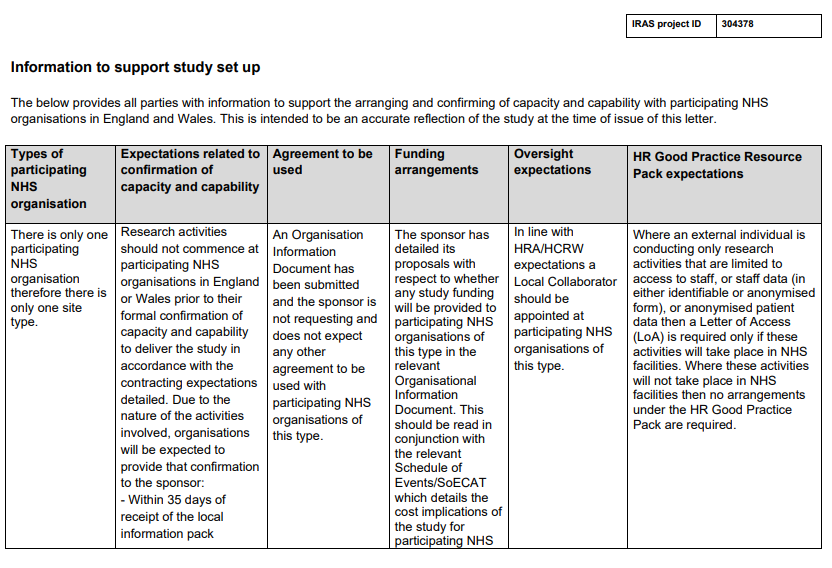 IRAS project ID 304378
Information to support study set up
The below provides all parties with information to support the arranging and confirming of capacity and capability with participating NHS
organisations in England and Wales. This is intended to be an accurate reflection of the study at the time of issue of this letter.
Types of
participating
NHS
organisation
Expectations related to
confirmation of
capacity and capability
Agreement to be
used
Funding
arrangements
Oversight
expectations
HR Good Practice Resource
Pack expectations
There is only one
participating
NHS
organisation
therefore there is
only one site
type.
Research activities
should not commence at
participating NHS
organisations in England
or Wales prior to their
formal confirmation of
capacity and capability
to deliver the study in
accordance with the
contracting expectations
detailed. Due to the
nature of the activities
involved, organisations
will be expected to
provide that confirmation
to the sponsor:
- Within 35 days of
receipt of the local
information pack
An Organisation
Information
Document has
been submitted
and the sponsor is
not requesting and
does not expect
any other
agreement to be
used with
participating NHS
organisations of
this type.
The sponsor has
detailed its
proposals with
respect to whether
any study funding
will be provided to
participating NHS
organisations of
this type in the
relevant
Organisational
Information
Document. This
should be read in
conjunction with
the relevant
Schedule of
Events/SoECAT
which details the
cost implications of
the study for
participating NHS
In line with
HRA/HCRW
expectations a
Local Collaborator
should be
appointed at
participating NHS
organisations of
this type.
Where an external individual is
conducting only research
activities that are limited to
access to staff, or staff data (in
either identifiable or anonymised
form), or anonymised patient
data then a Letter of Access
(LoA) is required only if these
activities will take place in NHS
facilities. Where these activities
will not take place in NHS
facilities then no arrangements
under the HR Good Practice
Pack are required.